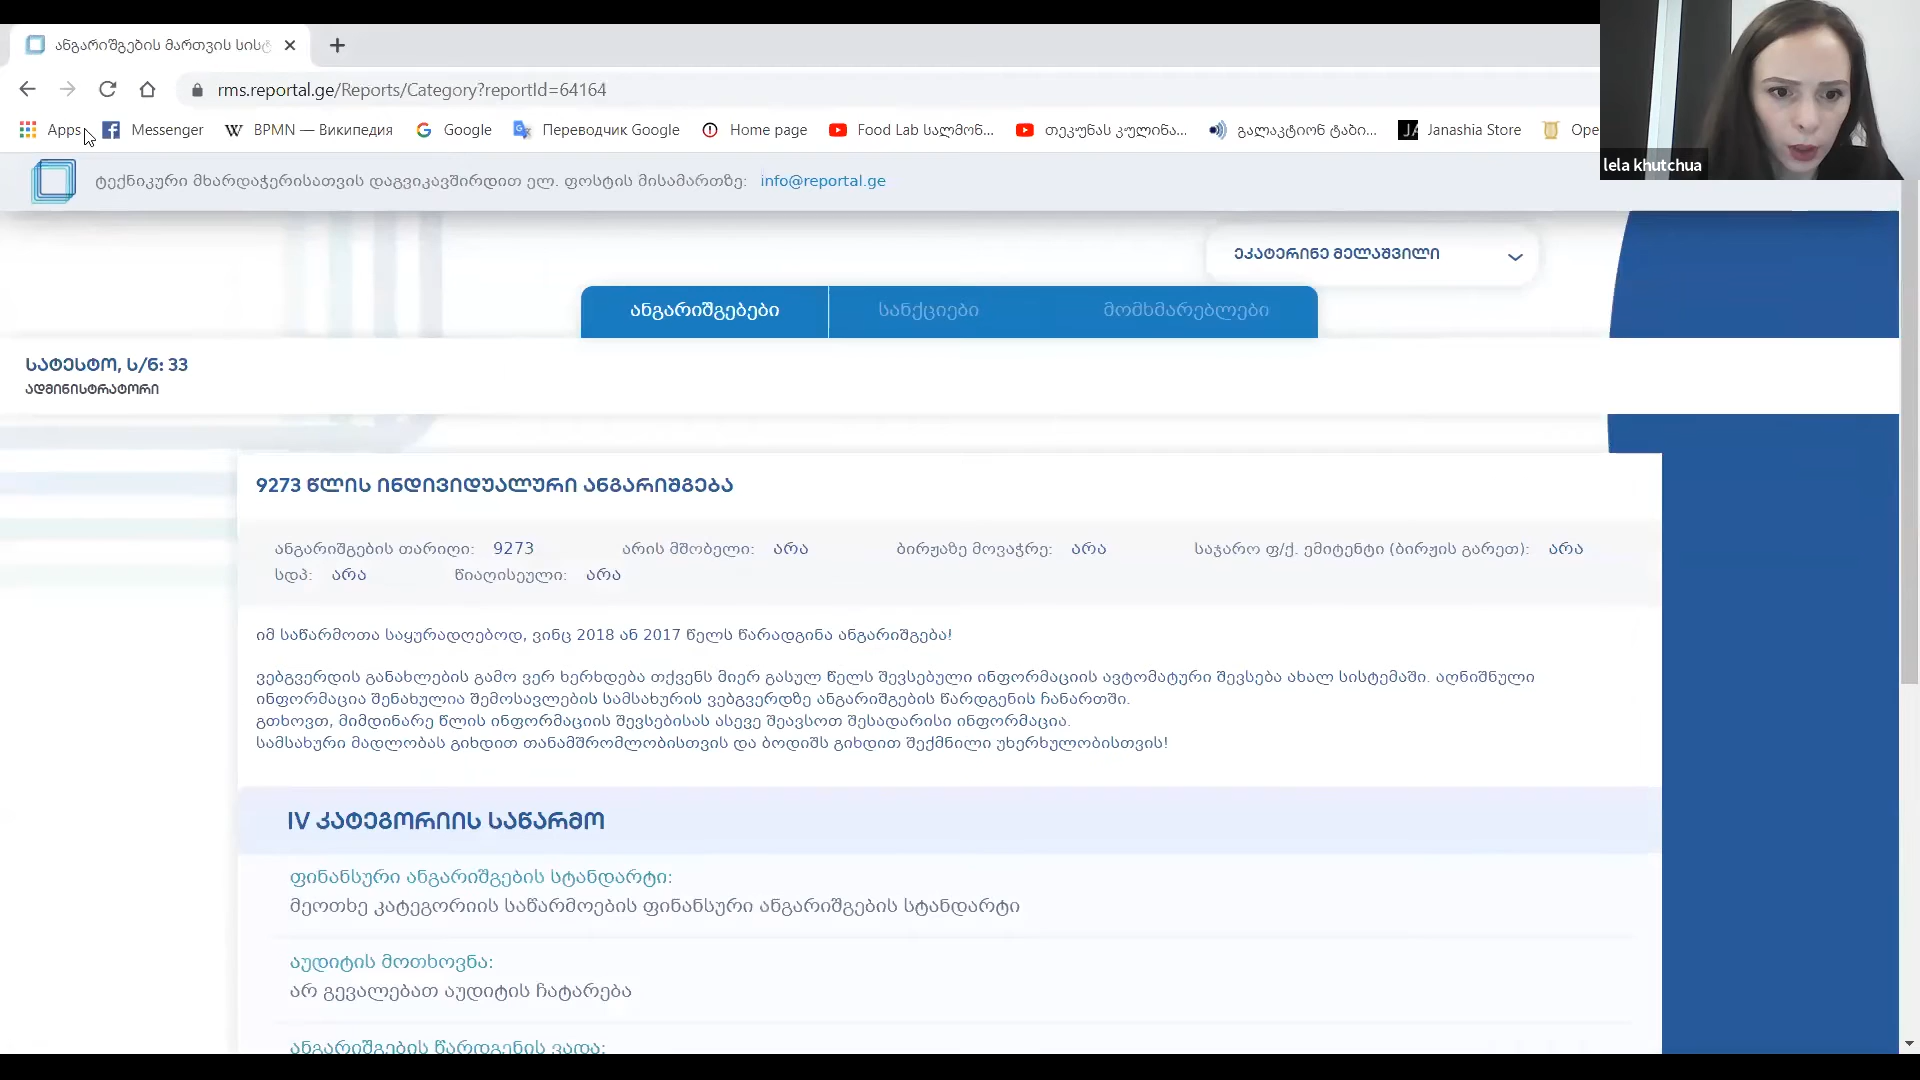 ანგარიშგების მართვის სისტ
rms.reportal.ge/Reports/Category?reportId=64164
Apps Messenger BPMN — Википедия Google Переводчик Google Home page Food Lab სალმონ... თეკუნას კულინა... გალაკტიონ ტაბი... Janashia Store Ope
lela khutchua
ტექნიკური მხარდაჭერისათვის დაგვიკავშირდით ელ. ფოსტის მისამართზე: info@reportal.ge
ეკატერინე მელაშვილი
ანგარიშგებები სანქციები მომხმარებლები
სატესტო, ს/ნ: 33
ადმინისტრატორი
9273 წლის ინდივიდუალური ანგარიშგება
ანგარიშგების თარიღი: 9273 არის მშობელი: არა ბირჟაზე მოვაჭრე: არა საჯარო ფ/ქ. ემიტენტი (ბირჟის გარეთ): არა
სდპ: არა წიაღისეული: არა
იმ საწარმოთა საყურადღებოდ, ვინც 2018 ან 2017 წელს წარადგინა ანგარიშგება!
ვებგვერდის განახლების გამო ვერ ხერხდება თქვენს მიერ გასულ წელს შევსებული ინფორმაციის ავტომატური შევსება ახალ სისტემაში. აღნიშნული
ინფორმაცია შენახულია შემოსავლების სამსახურის ვებგვერდზე ანგარიშგების წარდგენის ჩანართში.
გთხოვთ, მიმდინარე წლის ინფორმაციის შევსებისას ასევე შეავსოთ შესადარისი ინფორმაცია.
სამსახური მადლობას გიხდით თანამშრომლობისთვის და ბოდიშს გიხდით შექმნილი უხერხულობისთვის!
IV კატეგორიის საწარმო
ფინანსური ანგარიშგების სტანდარტი:
მეოთხე კატეგორიის საწარმოების ფინანსური ანგარიშგების სტანდარტი
აუდიტის მოთხოვნა:
არ გევალებათ აუდიტის ჩატარება
ანგარიშგების წარდგენის ვადა: